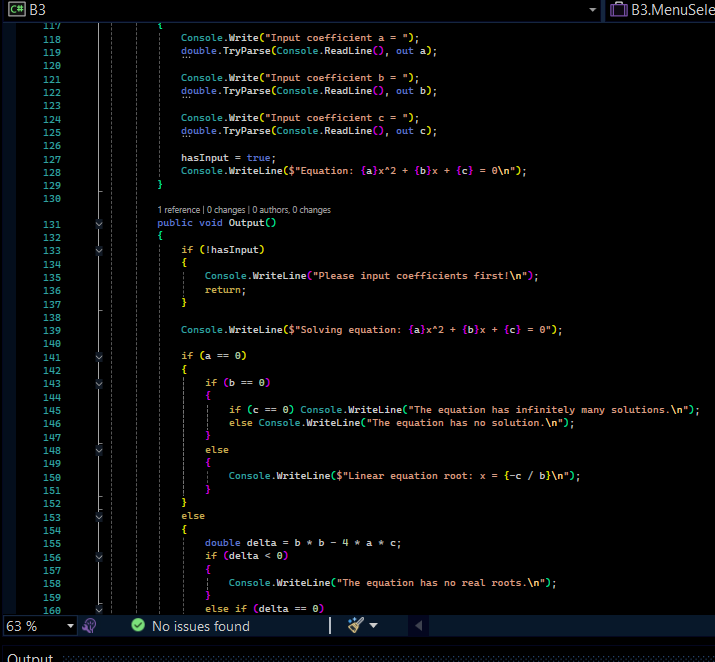 C# B3
B3.MenuSele
117 {
118 Console.Write("Input coefficient a = ");
119 double.TryParse(Console.ReadLine(), out a);
120
121 Console.Write("Input coefficient b = ");
122 double.TryParse(Console.ReadLine(), out b);
123
124 Console.Write("Input coefficient c = ");
125 double.TryParse(Console.ReadLine(), out c);
126
127 hasInput = true;
128 Console.WriteLine($"Equation: {a}x^2 + {b}x + {c} = 0\n");
129 }
130
1 reference | 0 changes | 0 authors, 0 changes
131 public void Output()
132 {
133 if (!hasInput)
134 {
135 Console.WriteLine("Please input coefficients first!\n");
136 return;
137 }
138
139 Console.WriteLine($"Solving equation: {a}x^2 + {b}x + {c} = 0");
140
141 if (a == 0)
142 {
143 if (b == 0)
144 {
145 if (c == 0) Console.WriteLine("The equation has infinitely many solutions.\n");
146 else Console.WriteLine("The equation has no solution.\n");
147 }
148 else
149 {
150 Console.WriteLine($"Linear equation root: x = {-c / b}\n");
151 }
152 }
153 else
154 {
155 double delta = b * b - 4 * a * c;
156 if (delta < 0)
157 {
158 Console.WriteLine("The equation has no real roots.\n");
159 }
160 else if (delta == 0)
63 % No issues found
Output